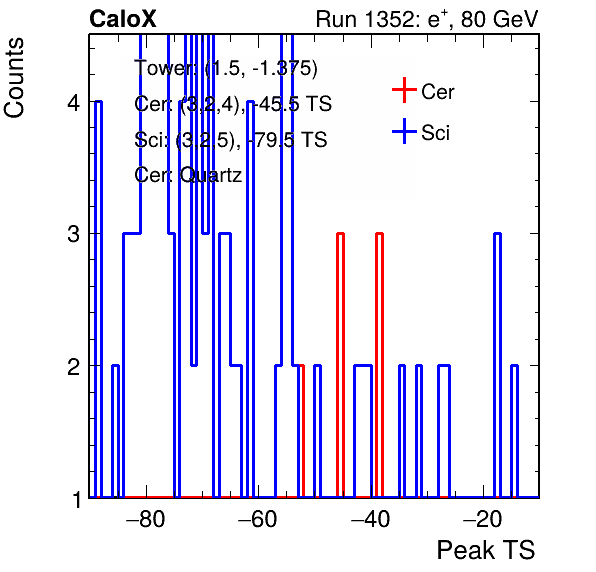 CaloX Run 1352: e+, 80 GeV
Counts
Tower: (1.5, -1.375)
Cer: (3,2,4), -45.5 TS
Sci: (3,2,5), -79.5 TS
Cer: Quartz
Cer
Sci
4
3
2
1
−80 −60 −40 −20
Peak TS